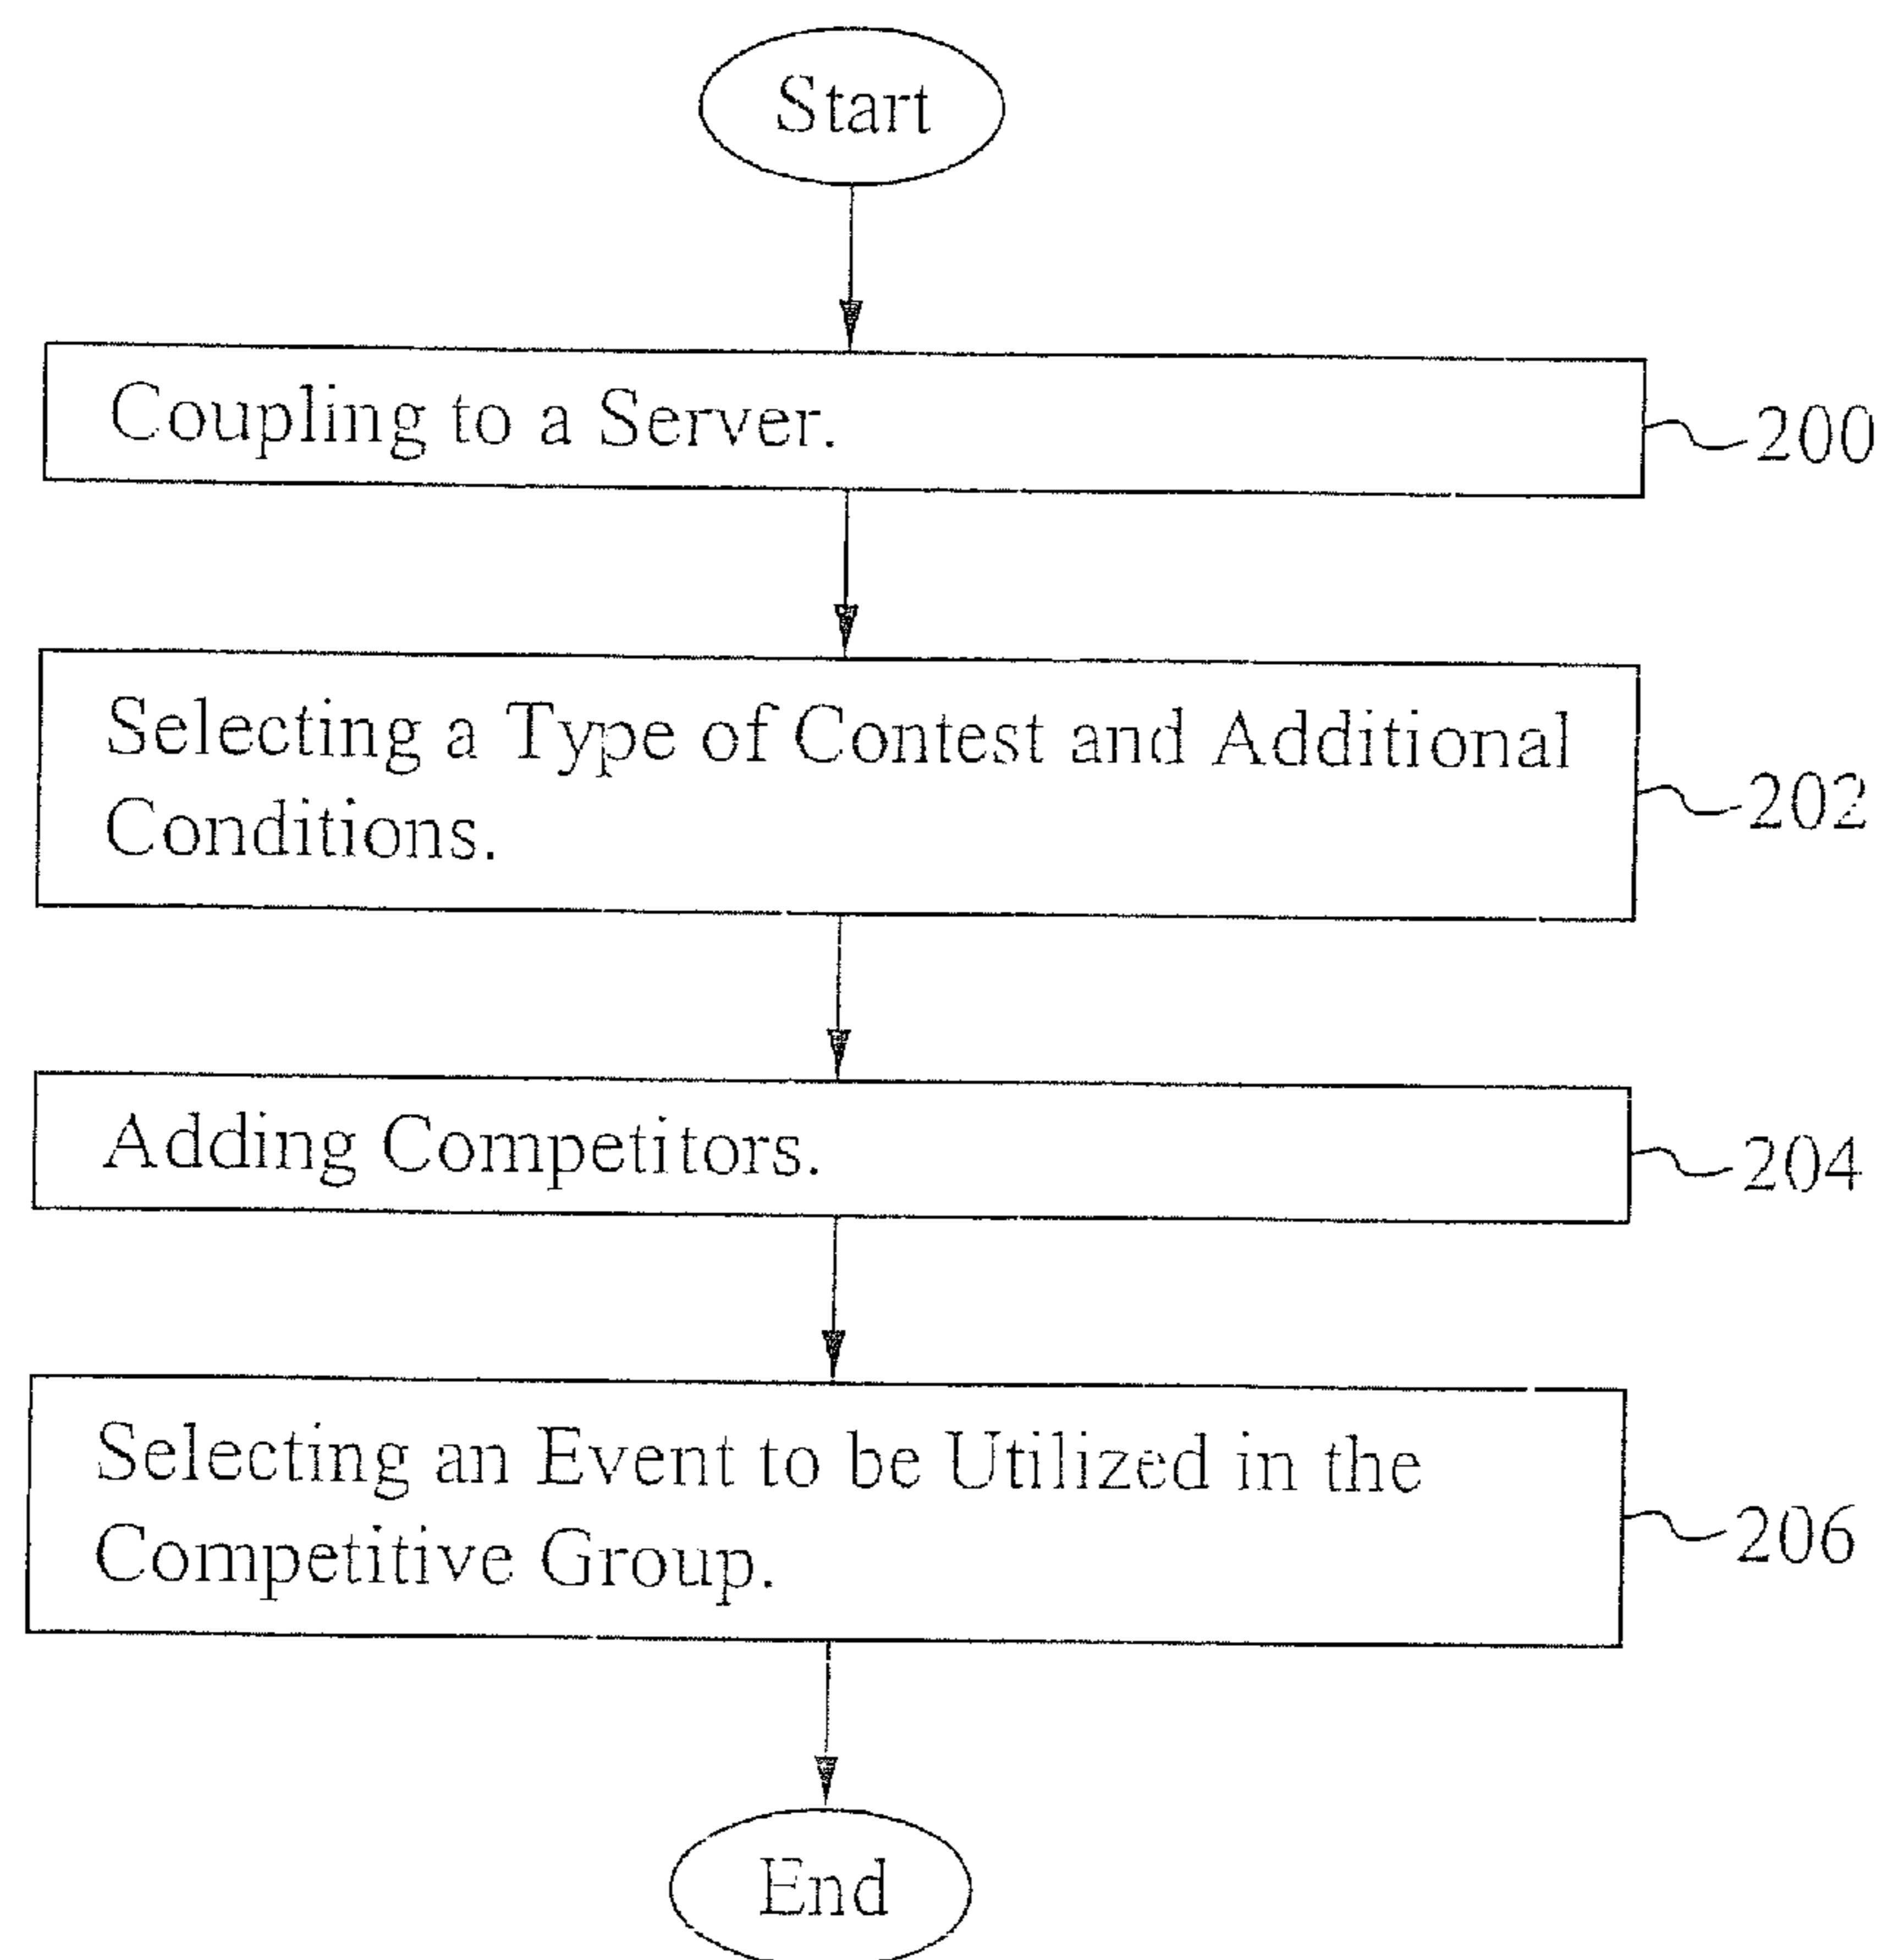 Start
Coupling to a Server.
200
Selecting a Type of Contest and Additional
Conditions.
202
Adding Competitors.
204
Selecting an Event to be Utilized in the
Competitive Group.
206
End